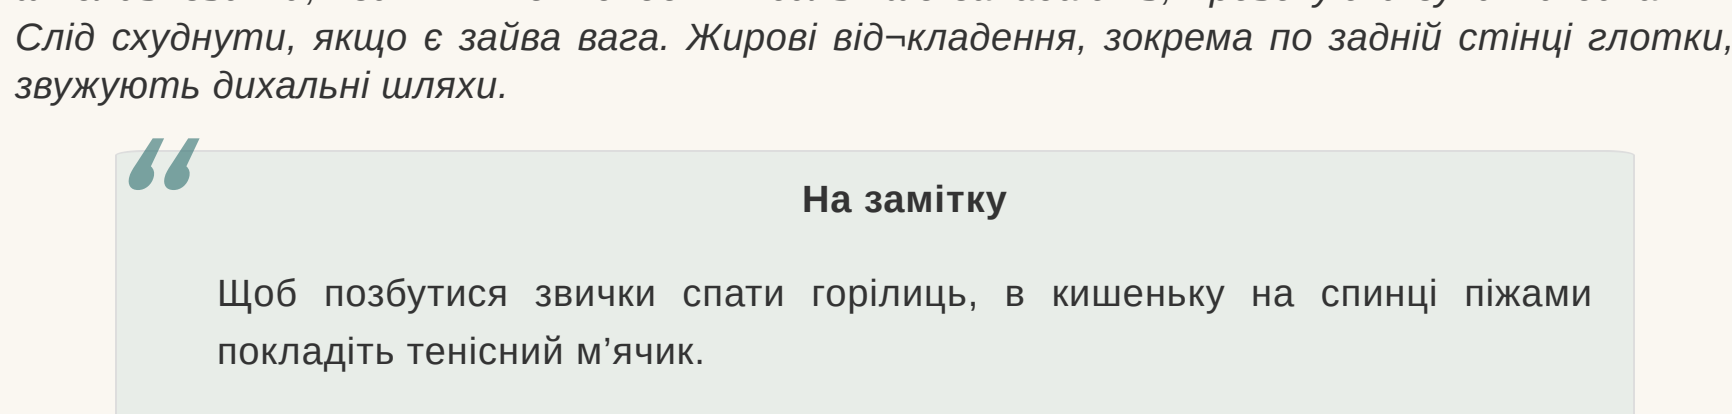 Слід схуднути, якщо є зайва вага. Жирові від¬кладення, зокрема по задній стінці глотки,
звужують дихальні шляхи.
“
На замітку
Щоб позбутися звички спати горілиць, в кишеньку на спинці піжами
покладіть тенісний м’ячик.